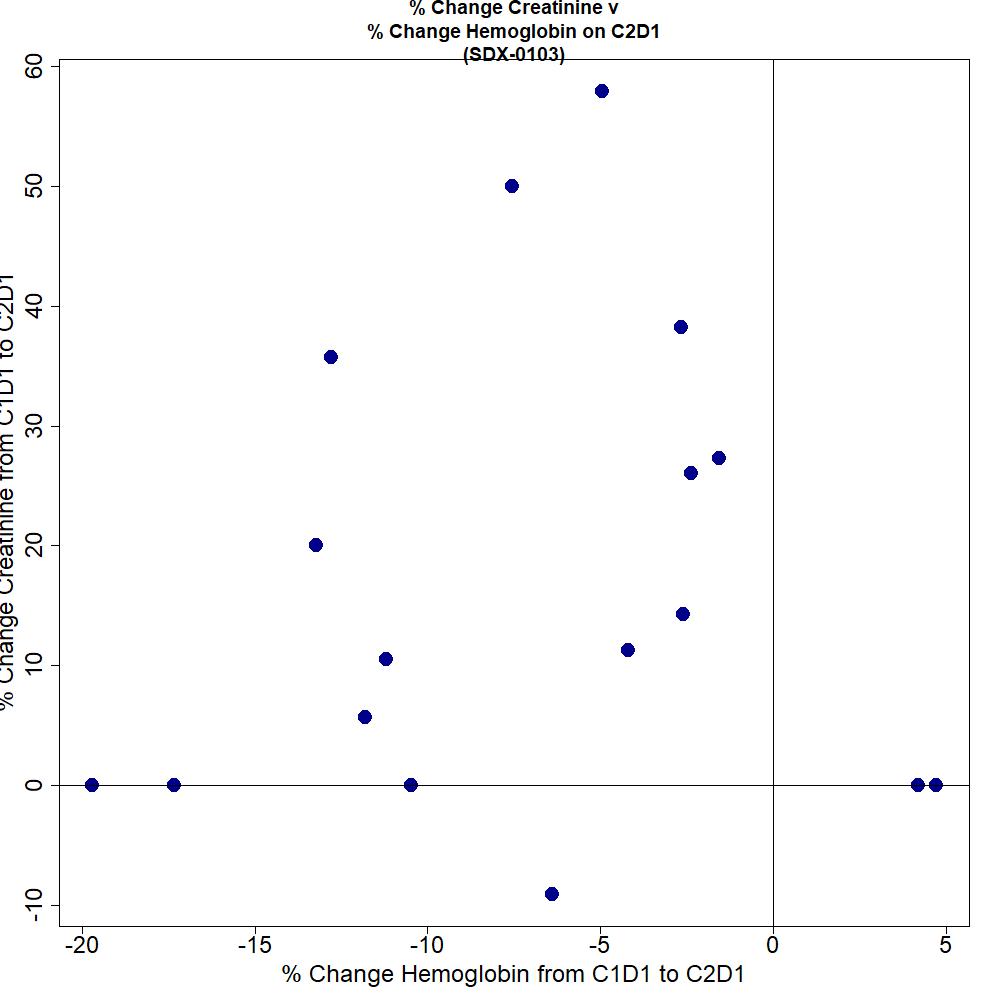 % Change Creatinine v
% Change Hemoglobin on C2D1
(SDX-0103)
60
50
40
30
20
10
0
-10
% Change Creatinine from C1D1 to C2D1
-20
-15
-10
-5
0
5
% Change Hemoglobin from C1D1 to C2D1